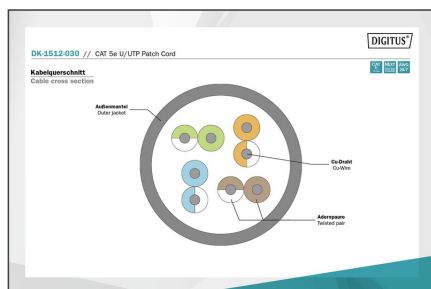 DIGITUS®
DK-1512-030 // CAT 5e U/UTP Patch Cord
Kabelquerschnitt
Cable cross section
Außenmantel
Outer jacket
Cu-Draht
Cu-Wire
Adernpaare
Twisted pair